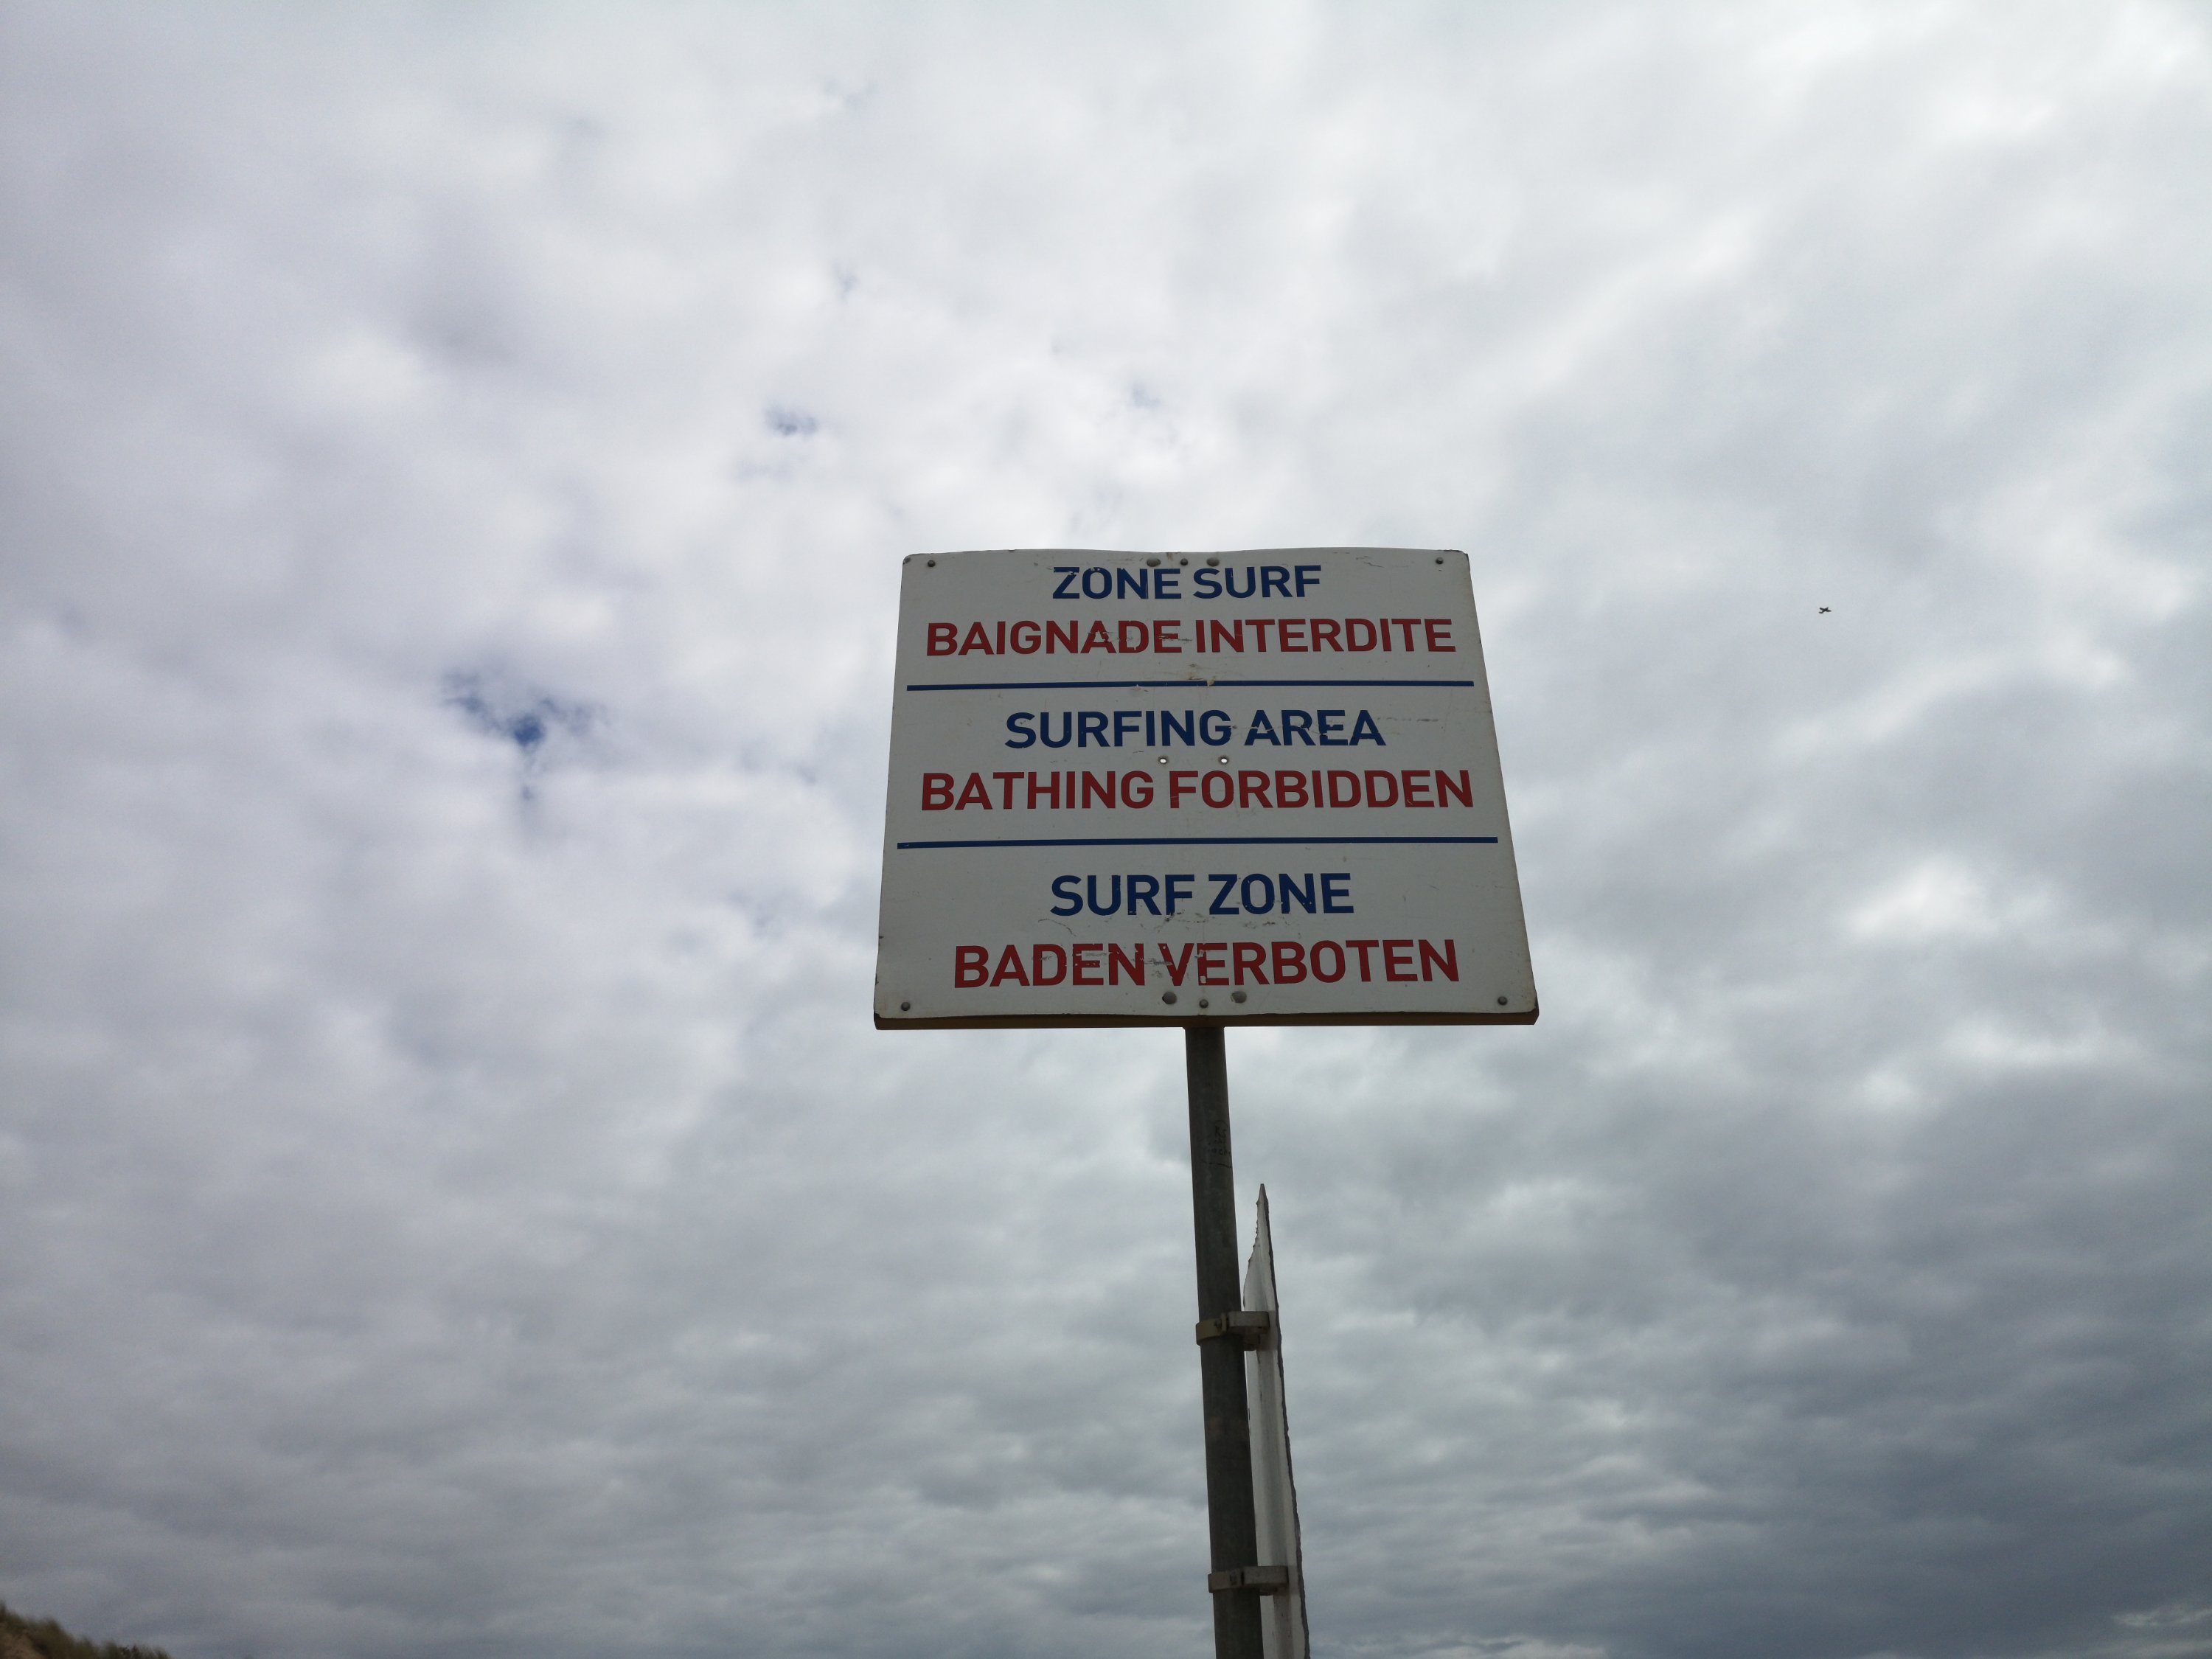 ZONE SURF
BAIGNADE INTERDITE
SURFING AREA
BATHING FORBIDDEN
SURF ZONE
BADEN VERBOTEN